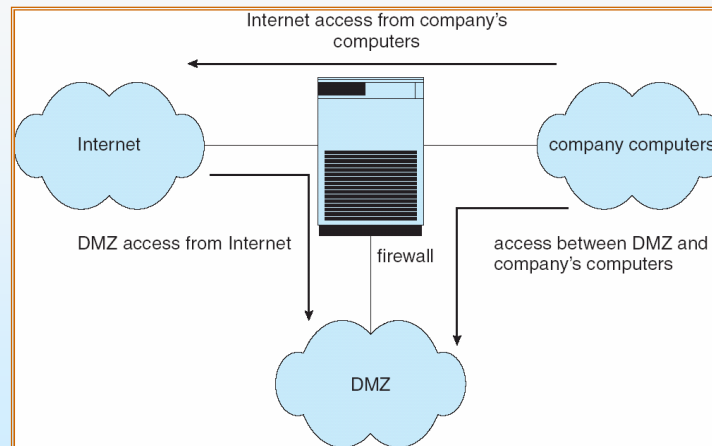 Internet access from company's
computers
Internet
company computers
DMZ access from Internet
firewall
access between DMZ and
company's computers
DMZ